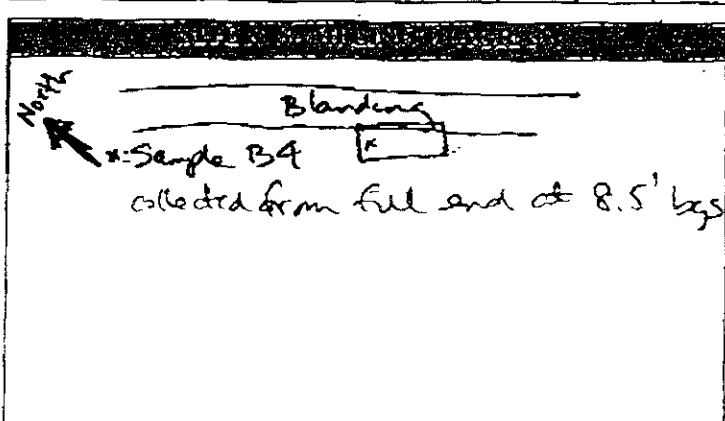 North
Blanding
x=Sample B4
x
collected from full end at 8.5' bgs